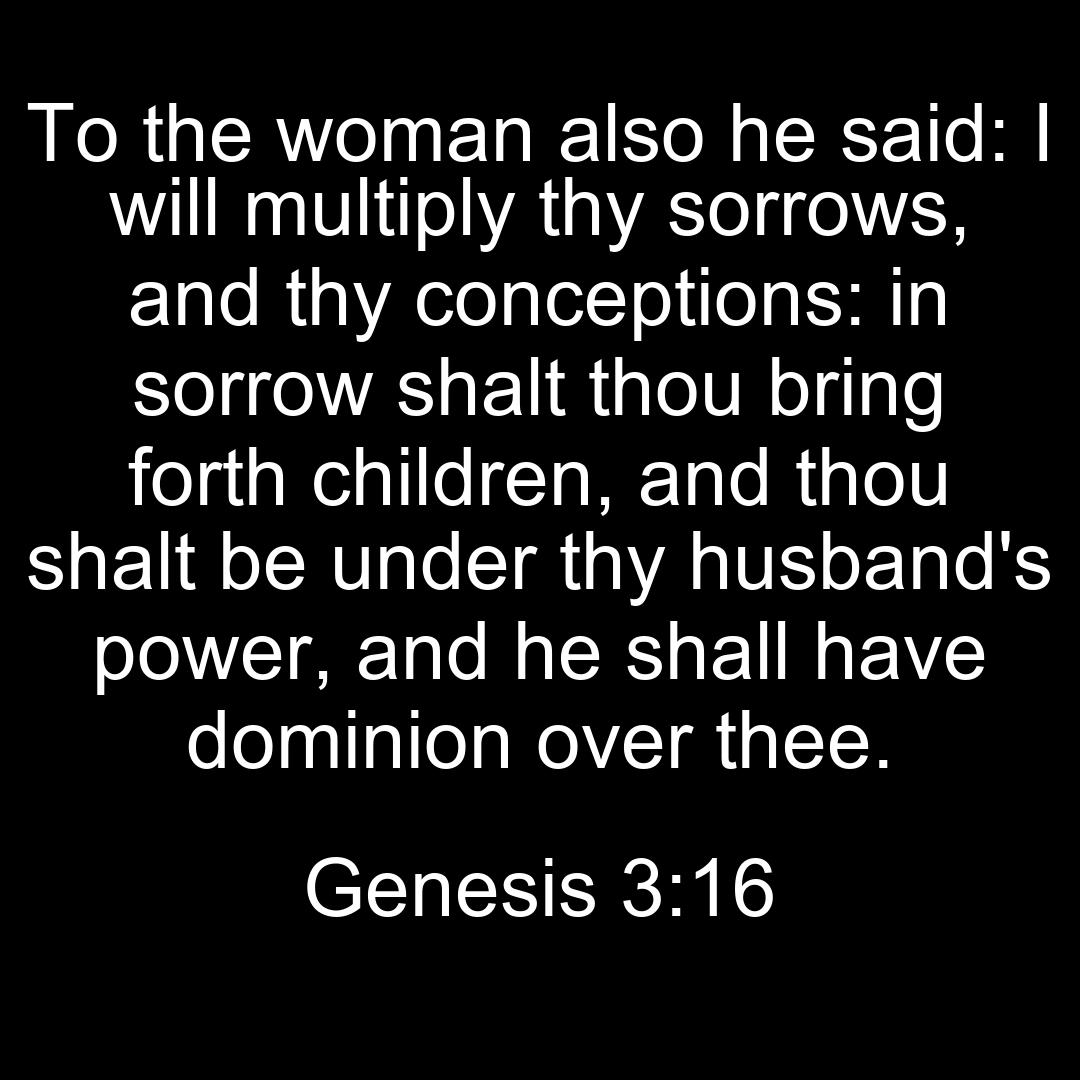 To the woman also he said: I
will multiply thy sorrows,
and thy conceptions: in
sorrow shalt thou bring
forth children, and thou
shalt be under thy husband's
power, and he shall have
dominion over thee.
Genesis 3:16